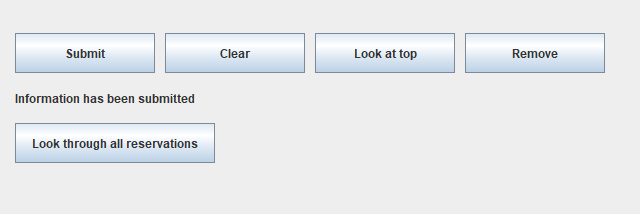 Submit Clear Look at top Remove
Information has been submitted
Look through all reservations